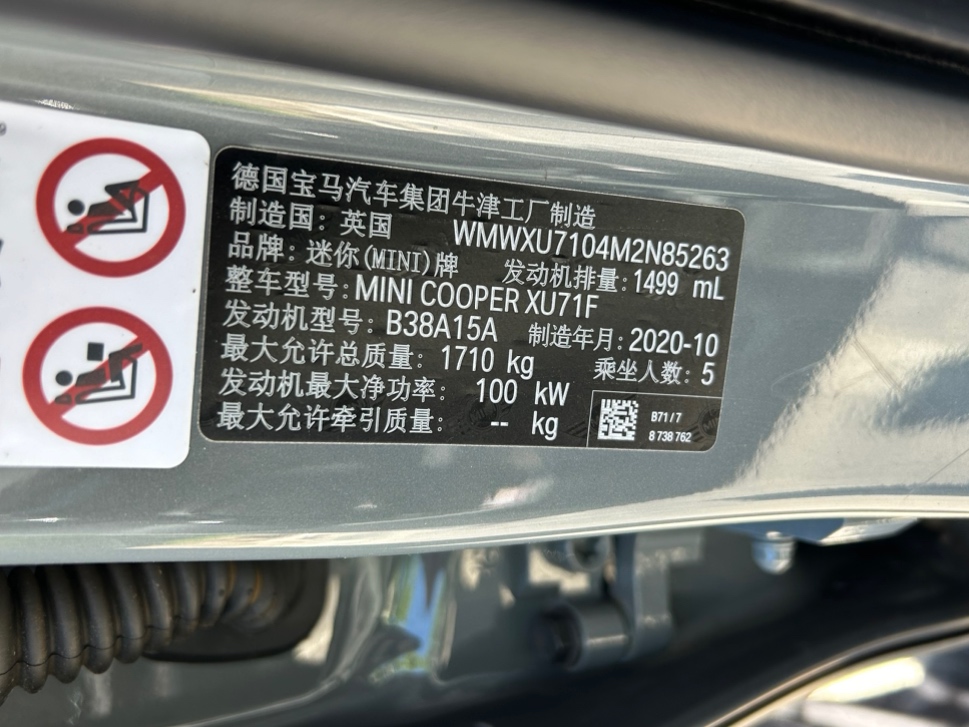 德国宝马汽车集团牛津工厂制造
制造国: 英国 WMWXU7104M2N85263
品牌: 迷你(MINI)牌 发动机排量: 1499 mL
整车型号: MINI COOPER XU71F
发动机型号: B38A15A 制造年月: 2020-10
最大允许总质量: 1710 kg 乘坐人数: 5
发动机最大净功率: 100 kW
最大允许牵引质量: -- kg
B71 / 7
8 738 762